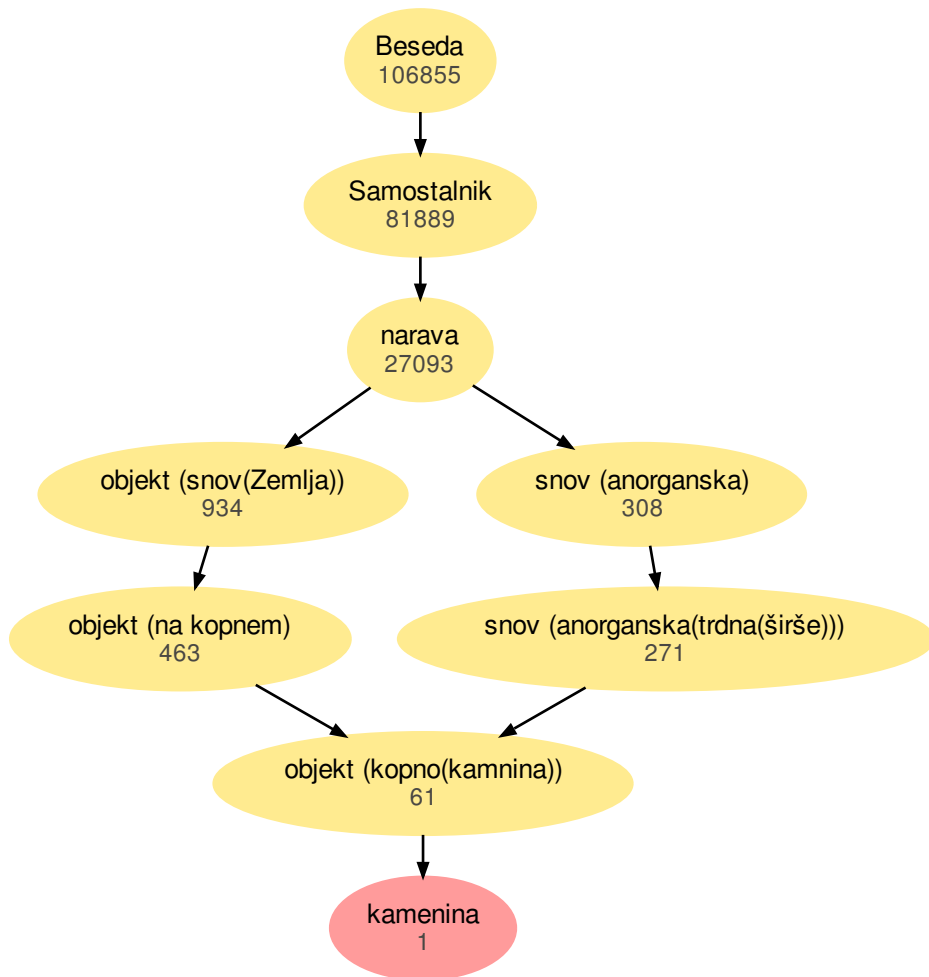 Beseda
106855
Samostalnik
81889
narava
27093
objekt (snov(Zemlja))
934
snov (anorganska)
308
objekt (na kopnem)
463
snov (anorganska(trdna(širše)))
271
objekt (kopno(kamnina))
61
kamenina
1